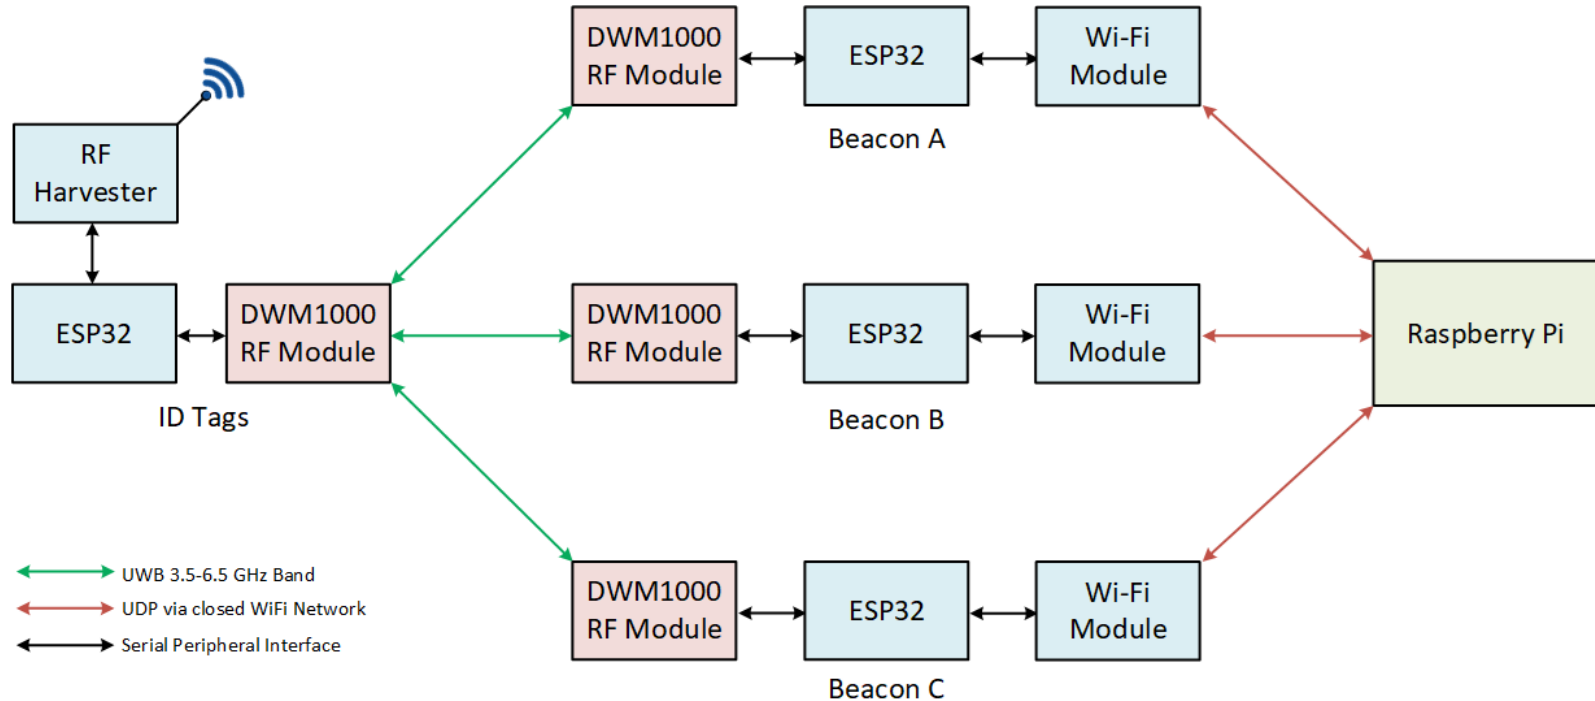 DWM1000
RF Module
ESP32
Wi-Fi
Module
Beacon A
RF
Harvester
ESP32
DWM1000
RF Module
ID Tags
DWM1000
RF Module
ESP32
Wi-Fi
Module
Beacon B
Raspberry Pi
DWM1000
RF Module
ESP32
Wi-Fi
Module
Beacon C
UWB 3.5-6.5 GHz Band
UDP via closed WiFi Network
Serial Peripheral Interface